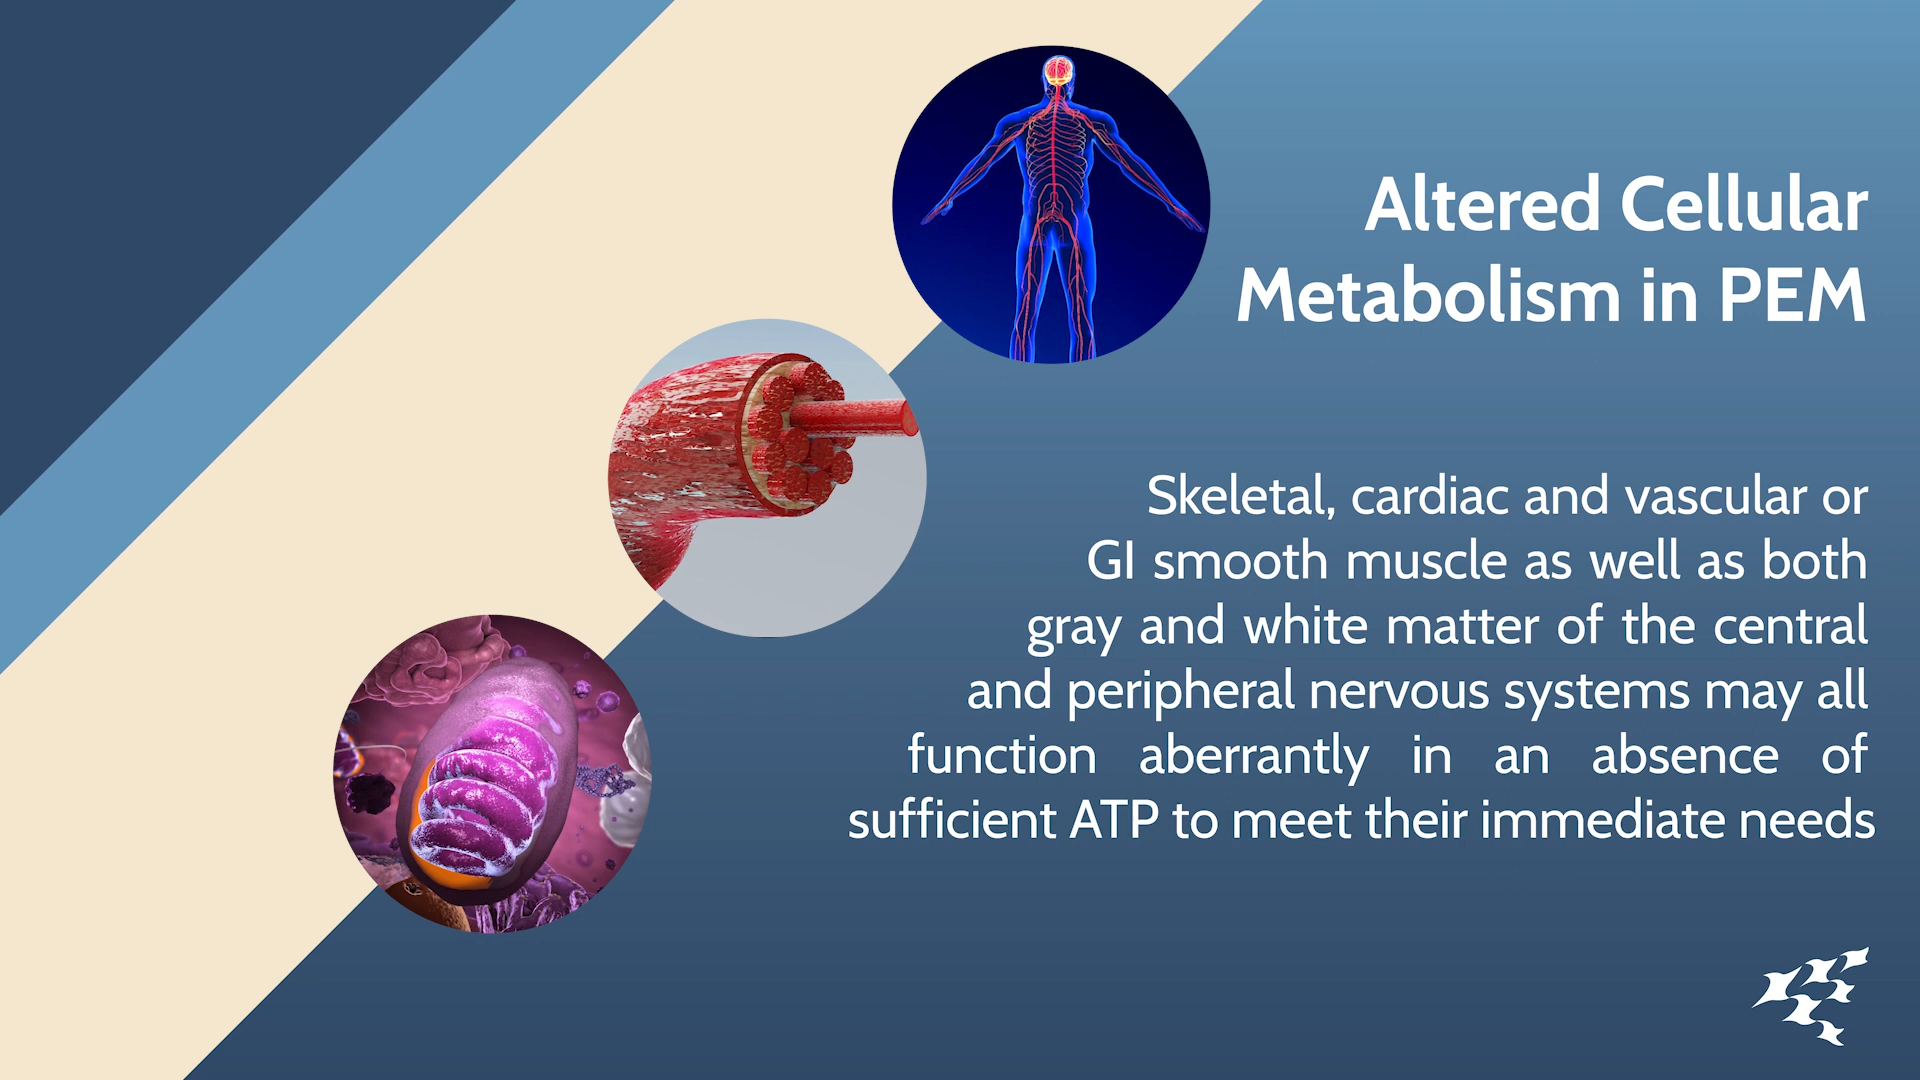 Altered Cellular
Metabolism in PEM
Skeletal, cardiac and vascular or
GI smooth muscle as well as both
gray and white matter of the central
and peripheral nervous systems may all
function aberrantly in an absence of
sufficient ATP to meet their immediate needs